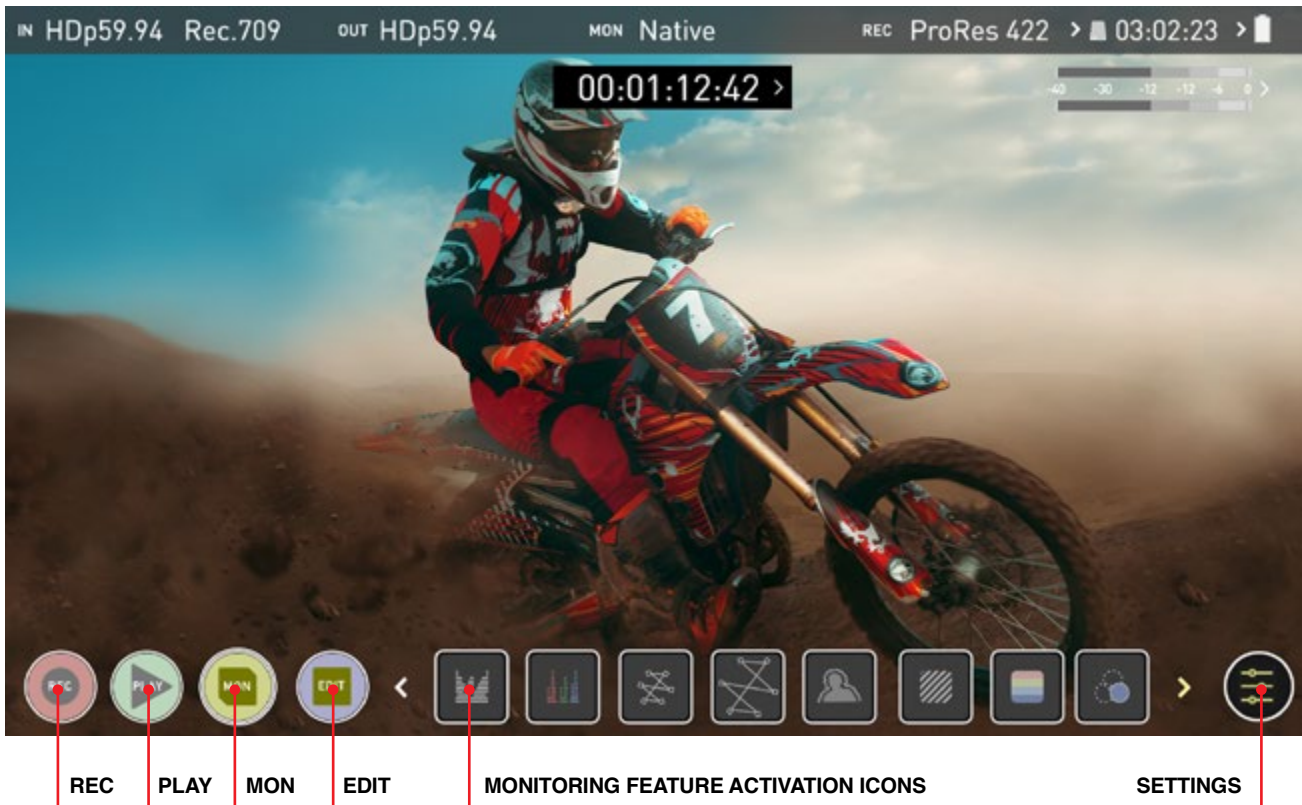 IN HDp59.94 Rec.709 OUT HDp59.94 MON Native REC ProRes 422 > 03:02:23 >
00:01:12:42 >
-40 -30 -12 -12 -6 0 >
7
REC PLAY MON EDIT < >
REC PLAY MON EDIT MONITORING FEATURE ACTIVATION ICONS SETTINGS